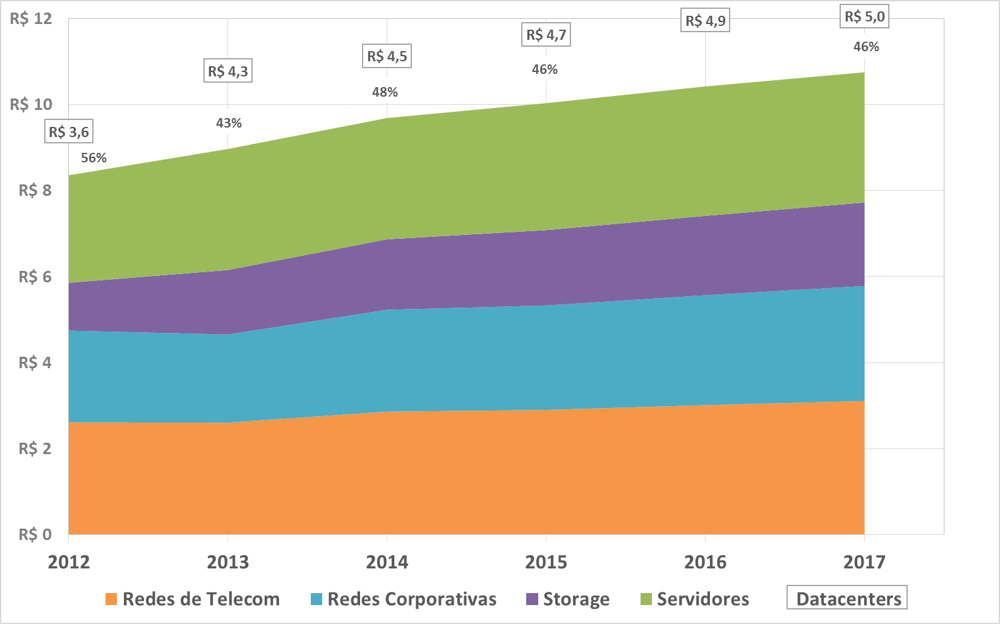 R$ 12
R$ 10
R$ 8
R$ 6
R$ 4
R$ 2
R$ 0
R$ 3,6
56%
R$ 4,3
43%
R$ 4,5
48%
R$ 4,7
46%
R$ 4,9
R$ 5,0
46%
2012 2013 2014 2015 2016 2017
Redes de Telecom Redes Corporativas Storage Servidores Datacenters